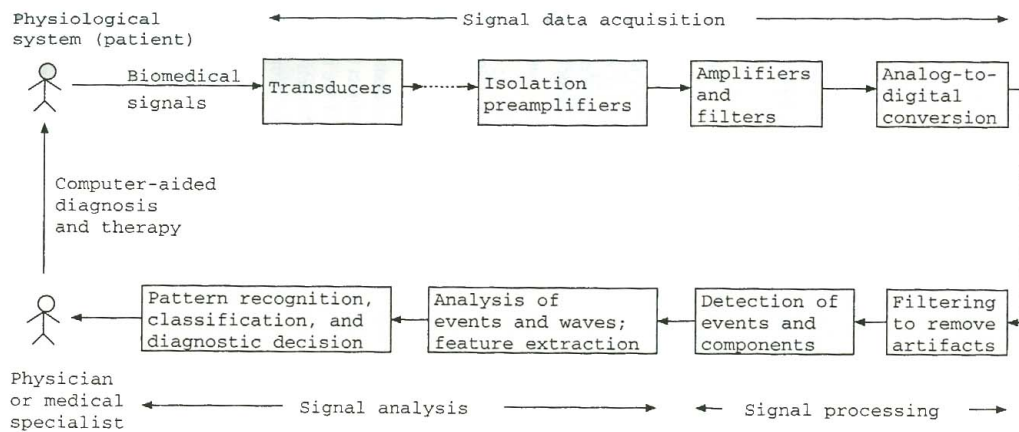 Physiological
system (patient)
Signal data acquisition
Biomedical
signals
Transducers
Isolation
preamplifiers
Amplifiers
and
filters
Analog-to-
digital
conversion
Computer-aided
diagnosis
and therapy
Pattern recognition,
classification, and
diagnostic decision
Analysis of
events and waves;
feature extraction
Detection of
events and
components
Filtering
to remove
artifacts
Physician
or medical
specialist
Signal analysis
Signal processing